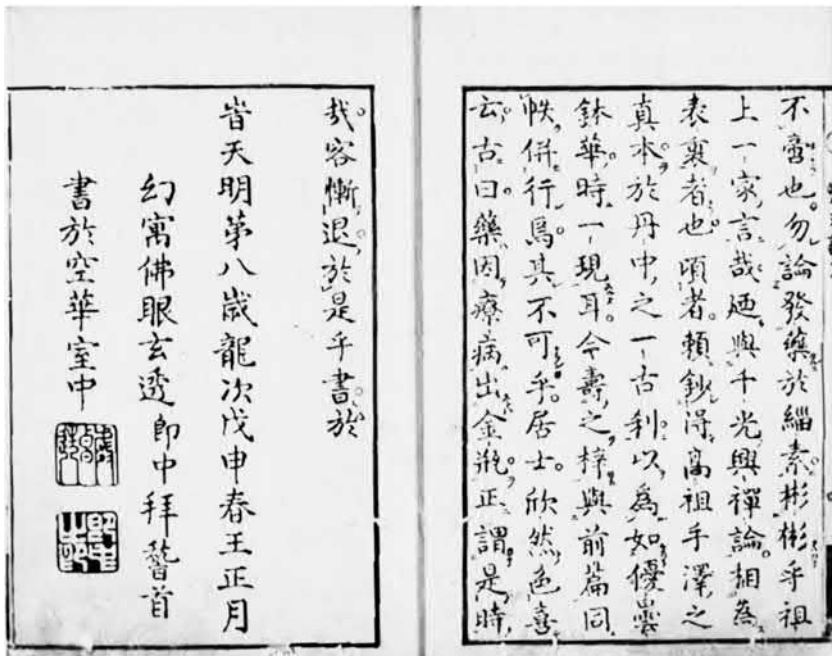 不啻也勿論發藥於緇素彬彬乎祖
上一家言哉廼與千光興禪論相為
表裏者也頃者賴鈔得高祖手澤之
真本於丹中之一古刹以為如優曇
鉢華時一現耳今壽之梓與前篇同
帙併行焉其不可乎居士欣然色喜
云古曰藥因療病出金瓶正謂是時
哉容慚退於是乎書於
旹天明第八歲龍次戊申春王正月
幻寓佛眼玄透即中拜稽首
書於空華室中